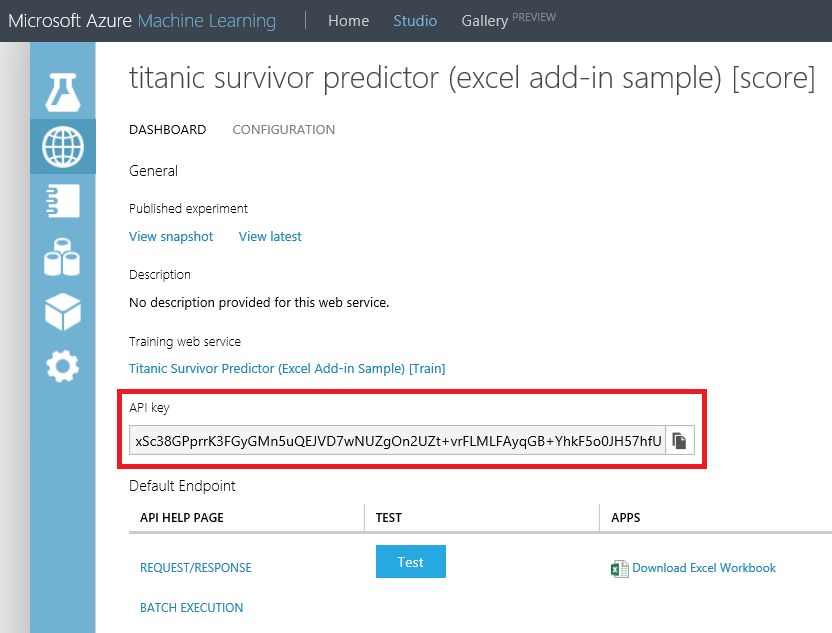 Microsoft Azure Machine Learning | Home Studio Gallery PREVIEW
titanic survivor predictor (excel add-in sample) [score]
DASHBOARD CONFIGURATION
General
Published experiment
View snapshot View latest
Description
No description provided for this web service.
Training web service
Titanic Survivor Predictor (Excel Add-in Sample) [Train]
API key
xSc38GPprrK3FGyGMn5uQEJVD7wNUZgOn2UZt+vrFLMLFAyqGB+YhkF5o0JH57hfU
Default Endpoint
API HELP PAGE TEST APPS
REQUEST/RESPONSE Test Download Excel Workbook
BATCH EXECUTION